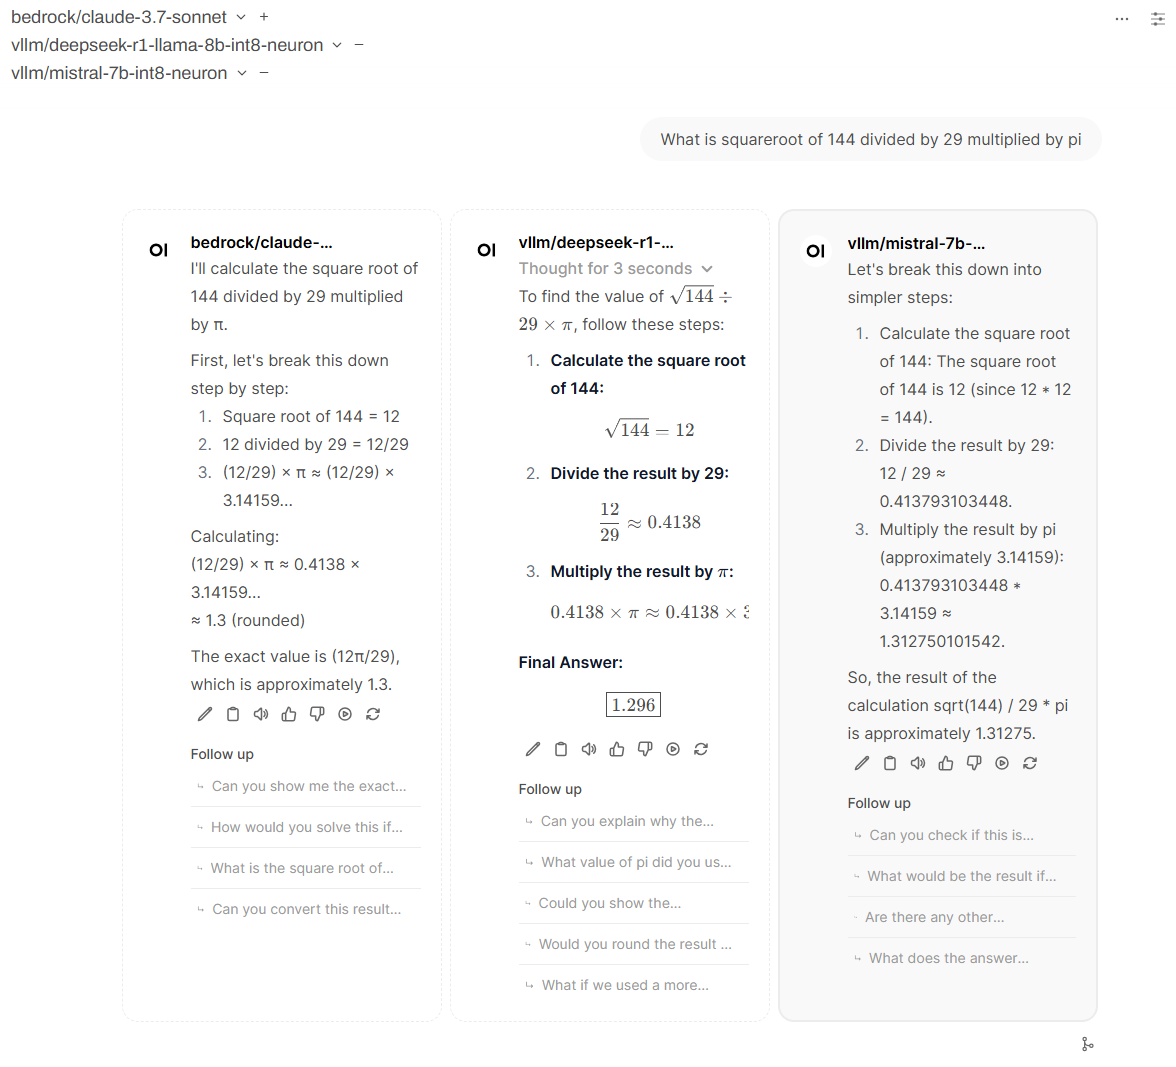 bedrock/claude-3.7-sonnet
vllm/deepseek-r1-llama-8b-int8-neuron
vllm/mistral-7b-int8-neuron
What is squareroot of 144 divided by 29 multiplied by pi
OI
bedrock/claude-...
I'll calculate the square root of
144 divided by 29 multiplied
by π.
First, let's break this down
step by step:
1. Square root of 144 = 12
2. 12 divided by 29 = 12/29
3. (12/29) × π ≈ (12/29) ×
3.14159...
Calculating:
(12/29) × π ≈ 0.4138 ×
3.14159...
≈ 1.3 (rounded)
The exact value is (12π/29),
which is approximately 1.3.
Follow up
Can you show me the exact...
How would you solve this if...
What is the square root of...
Can you convert this result...
OI
vllm/deepseek-r1-...
Thought for 3 seconds
To find the value of √144 ÷
29 × π, follow these steps:
1. Calculate the square root
of 144:
√144 = 12
2. Divide the result by 29:
12/29 ≈ 0.4138
3. Multiply the result by π:
0.4138 × π ≈ 0.4138 × 3
Final Answer:
1.296
Follow up
Can you explain why the...
What value of pi did you us...
Could you show the...
Would you round the result ...
What if we used a more...
OI
vllm/mistral-7b-...
Let's break this down into
simpler steps:
1. Calculate the square root
of 144: The square root
of 144 is 12 (since 12 * 12
= 144).
2. Divide the result by 29:
12 / 29 ≈
0.413793103448.
3. Multiply the result by pi
(approximately 3.14159):
0.413793103448 *
3.14159 ≈
1.312750101542.
So, the result of the
calculation sqrt(144) / 29 * pi
is approximately 1.31275.
Follow up
Can you check if this is...
What would be the result if...
Are there any other...
What does the answer...